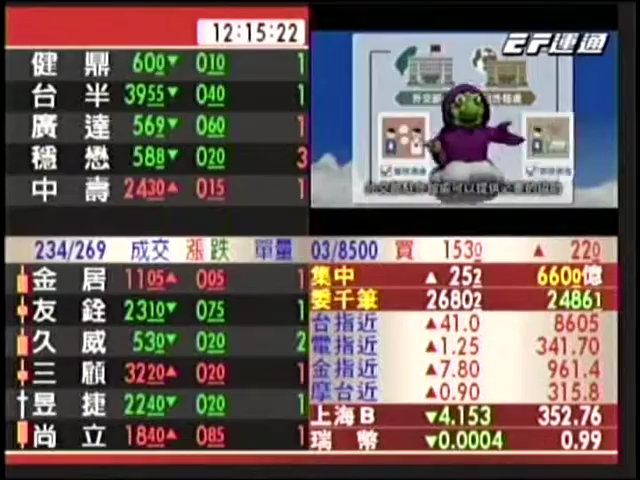 12:15:22
EF運通
健鼎 600▼ 010 1
台半 3955▼ 040 1
廣達 569▼ 060 1
穩懋 588▼ 020 3
中壽 2430▲ 015 1
234/269 成交 漲跌 單量
金居 1105▲ 005 1
友銓 2310▼ 075 1
久威 530▼ 020 2
三顧 3220▲ 020 1
昱捷 2240▼ 020 1
尚立 1840▲ 085 1
03/8500 買 1530 ▲ 220
集中 ▲ 252 6600億
委千筆 26802 24861
台指近 ▲41.0 8605
電指近 ▲1.25 341.70
金指近 ▲7.80 961.4
摩台近 ▲0.90 315.8
上海B ▼4.153 352.76
瑞幣 ▼0.0004 0.99